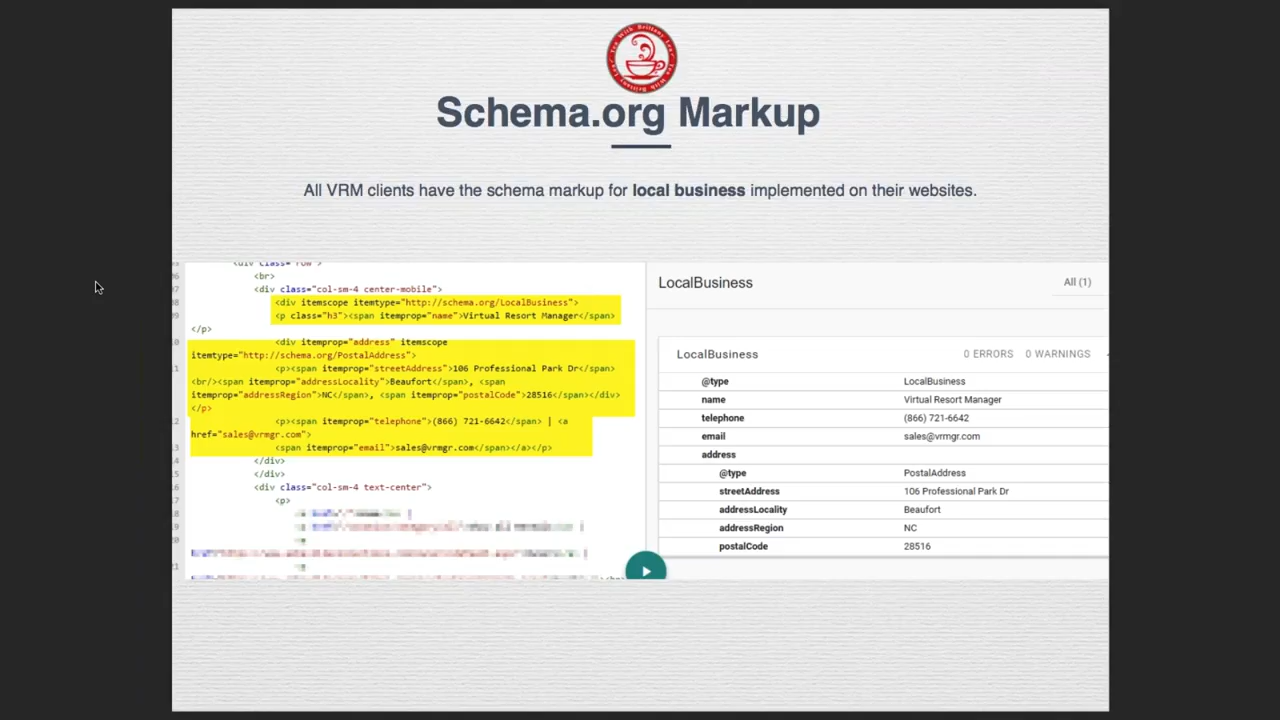 Tea With Brittany
Schema.org Markup
All VRM clients have the schema markup for local business implemented on their websites.
<div class="row">
<br>
<div class="col-sm-4 center-mobile">
<div itemscope itemtype="http://schema.org/LocalBusiness">
<p class="h3"><span itemprop="name">Virtual Resort Manager</span>
</p>
<div itemprop="address" itemscope
itemtype="http://schema.org/PostalAddress">
<p><span itemprop="streetAddress">106 Professional Park Dr</span>
<br/><span itemprop="addressLocality">Beaufort</span>, <span
itemprop="addressRegion">NC</span>, <span itemprop="postalCode">28516</span></div>
</p>
<p><span itemprop="telephone">(866) 721-6642</span> | <a
href="sales@vrmgr.com">
<span itemprop="email">sales@vrmgr.com</span></a></p>
</div>
</div>
<div class="col-sm-4 text-center">
<p>
LocalBusiness
All (1)
LocalBusiness 0 ERRORS 0 WARNINGS
@type LocalBusiness
name Virtual Resort Manager
telephone (866) 721-6642
email sales@vrmgr.com
address
@type PostalAddress
streetAddress 106 Professional Park Dr
addressLocality Beaufort
addressRegion NC
postalCode 28516